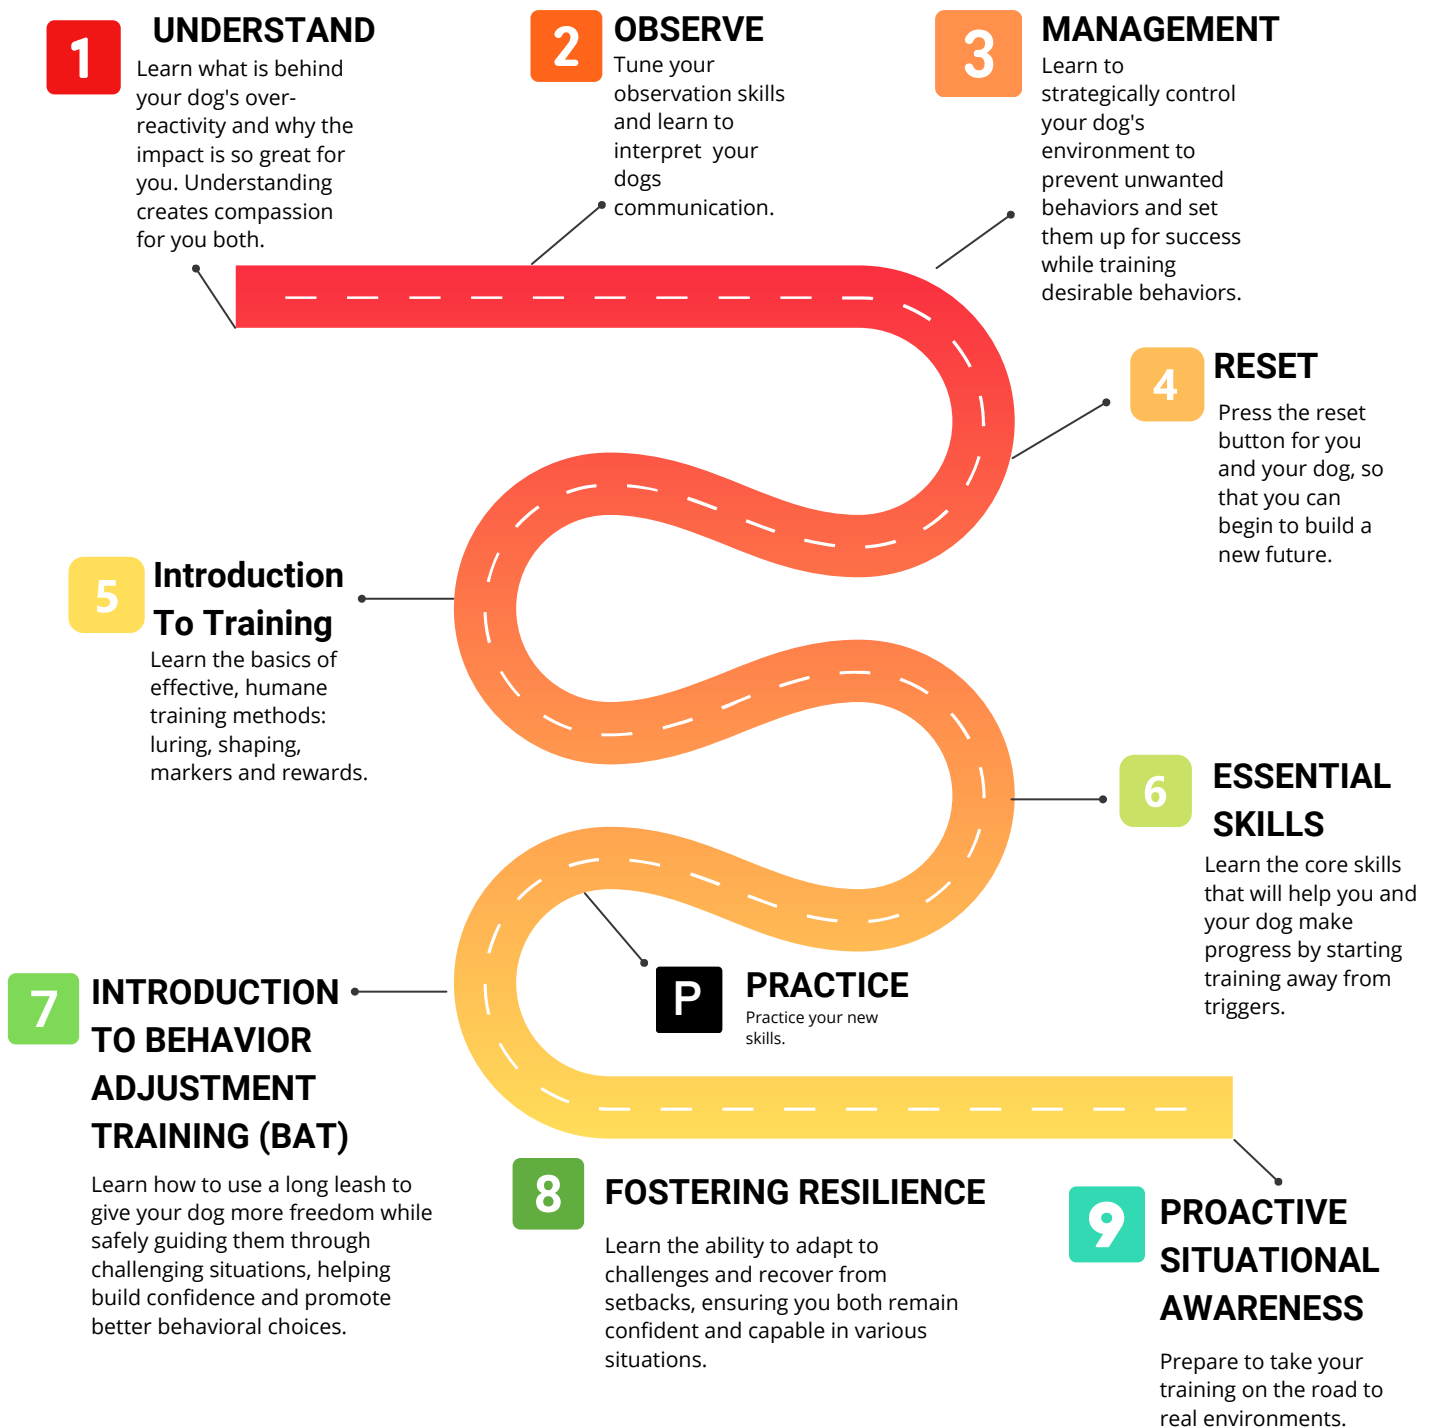 1
UNDERSTAND
Learn what is behind
your dog's over-
reactivity and why the
impact is so great for
you. Understanding
creates compassion
for you both.
2
OBSERVE
Tune your
observation skills
and learn to
interpret  your
dogs
communication.
3
MANAGEMENT
Learn to
strategically control
your dog's
environment to
prevent unwanted
behaviors and set
them up for success
while training
desirable behaviors.
4
RESET
Press the reset
button for you
and your dog, so
that you can
begin to build a
new future.
5
Introduction
To Training
Learn the basics of
effective, humane
training methods:
luring, shaping,
markers and rewards.
6
ESSENTIAL
SKILLS
Learn the core skills
that will help you and
your dog make
progress by starting
training away from
triggers.
P
PRACTICE
Practice your new
skills.
7
INTRODUCTION
TO BEHAVIOR
ADJUSTMENT
TRAINING (BAT)
Learn how to use a long leash to
give your dog more freedom while
safely guiding them through
challenging situations, helping
build confidence and promote
better behavioral choices.
8
FOSTERING RESILIENCE
Learn the ability to adapt to
challenges and recover from
setbacks, ensuring you both remain
confident and capable in various
situations.
9
PROACTIVE
SITUATIONAL
AWARENESS
Prepare to take your
training on the road to
real environments.